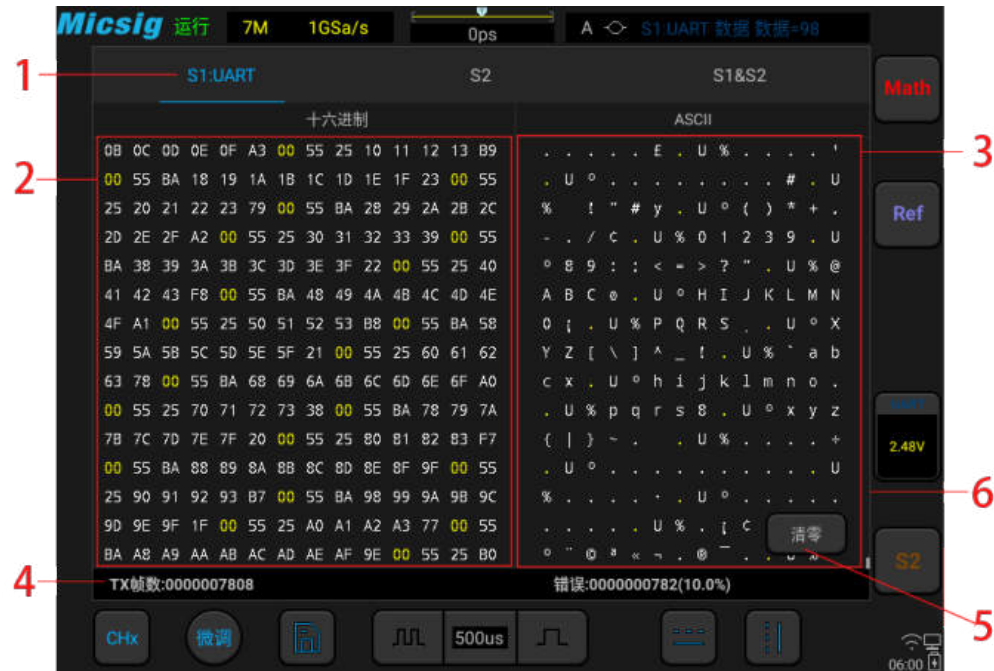 Micsig 运行 7M 1GSa/s 0ps A S1:UART 数据 数据=98
1 S1:UART S2 S1&S2
Math
十六进制 ASCII
2
3
0B 0C 0D 0E 0F A3 00 55 25 10 11 12 13 B9 . . . . . £ . U % . . . . '
00 55 BA 18 19 1A 1B 1C 1D 1E 1F 23 00 55 . U º . . . . . . . . # . U
25 20 21 22 23 79 00 55 BA 28 29 2A 2B 2C % ! " # y . U º ( ) * + ,
Ref
2D 2E 2F A2 00 55 25 30 31 32 33 39 00 55 - . / ¢ . U % 0 1 2 3 9 . U
BA 38 39 3A 3B 3C 3D 3E 3F 22 00 55 25 40 º 8 9 : ; < = > ? " . U % @
41 42 43 F8 00 55 BA 48 49 4A 4B 4C 4D 4E A B C ø . U º H I J K L M N
4F A1 00 55 25 50 51 52 53 B8 00 55 BA 58 O ¡ . U % P Q R S . . U º X
59 5A 5B 5C 5D 5E 5F 21 00 55 25 60 61 62 Y Z [ \ ] ^ _ ! . U % ` a b
63 78 00 55 BA 68 69 6A 6B 6C 6D 6E 6F A0 c x . U º h i j k l m n o .
00 55 25 70 71 72 73 38 00 55 BA 78 79 7A . U % p q r s 8 . U º x y z
7B 7C 7D 7E 7F 20 00 55 25 80 81 82 83 F7 { | } ~ . . U % . . . . ÷
2.48V
00 55 BA 88 89 8A 8B 8C 8D 8E 8F 9F 00 55 . U º . . . . . . . . . . U
25 90 91 92 93 B7 00 55 BA 98 99 9A 9B 9C % . . . . · . U º . . . . .
6
9D 9E 9F 1F 00 55 25 A0 A1 A2 A3 77 00 55 . . . . . U % . ¡ ¢
清零
BA A8 A9 AA AB AC AD AE AF 9E 00 55 25 B0 º ¨ © ª « ¬ . ® ¯ . . U %
S2
4 TX帧数:0000007808 错误:0000000782(10.0%)
5
CHx 微调 500us
06:00